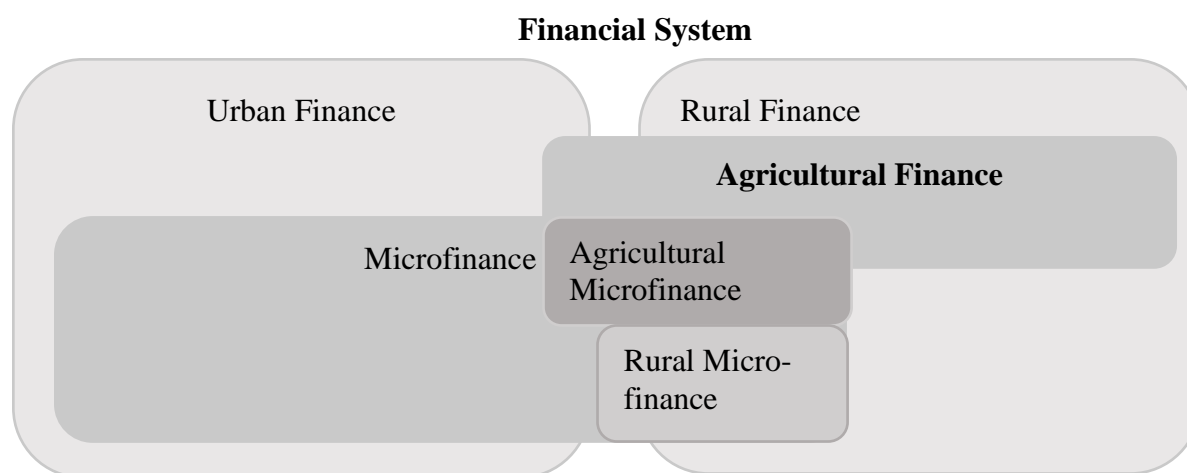 Financial System
Urban Finance
Rural Finance
Agricultural Finance
Microfinance
Agricultural
Microfinance
Rural Micro-
finance